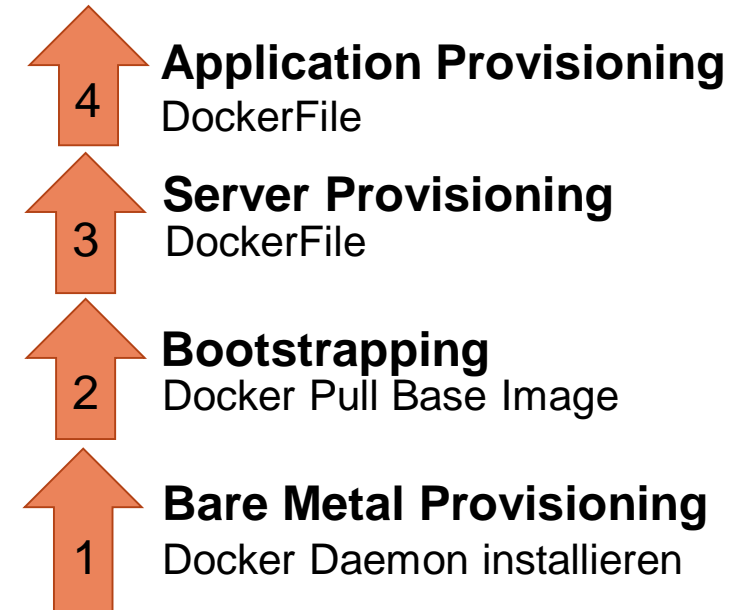 4
Application Provisioning
DockerFile
3
Server Provisioning
DockerFile
2
Bootstrapping
Docker Pull Base Image
1
Bare Metal Provisioning
Docker Daemon installieren